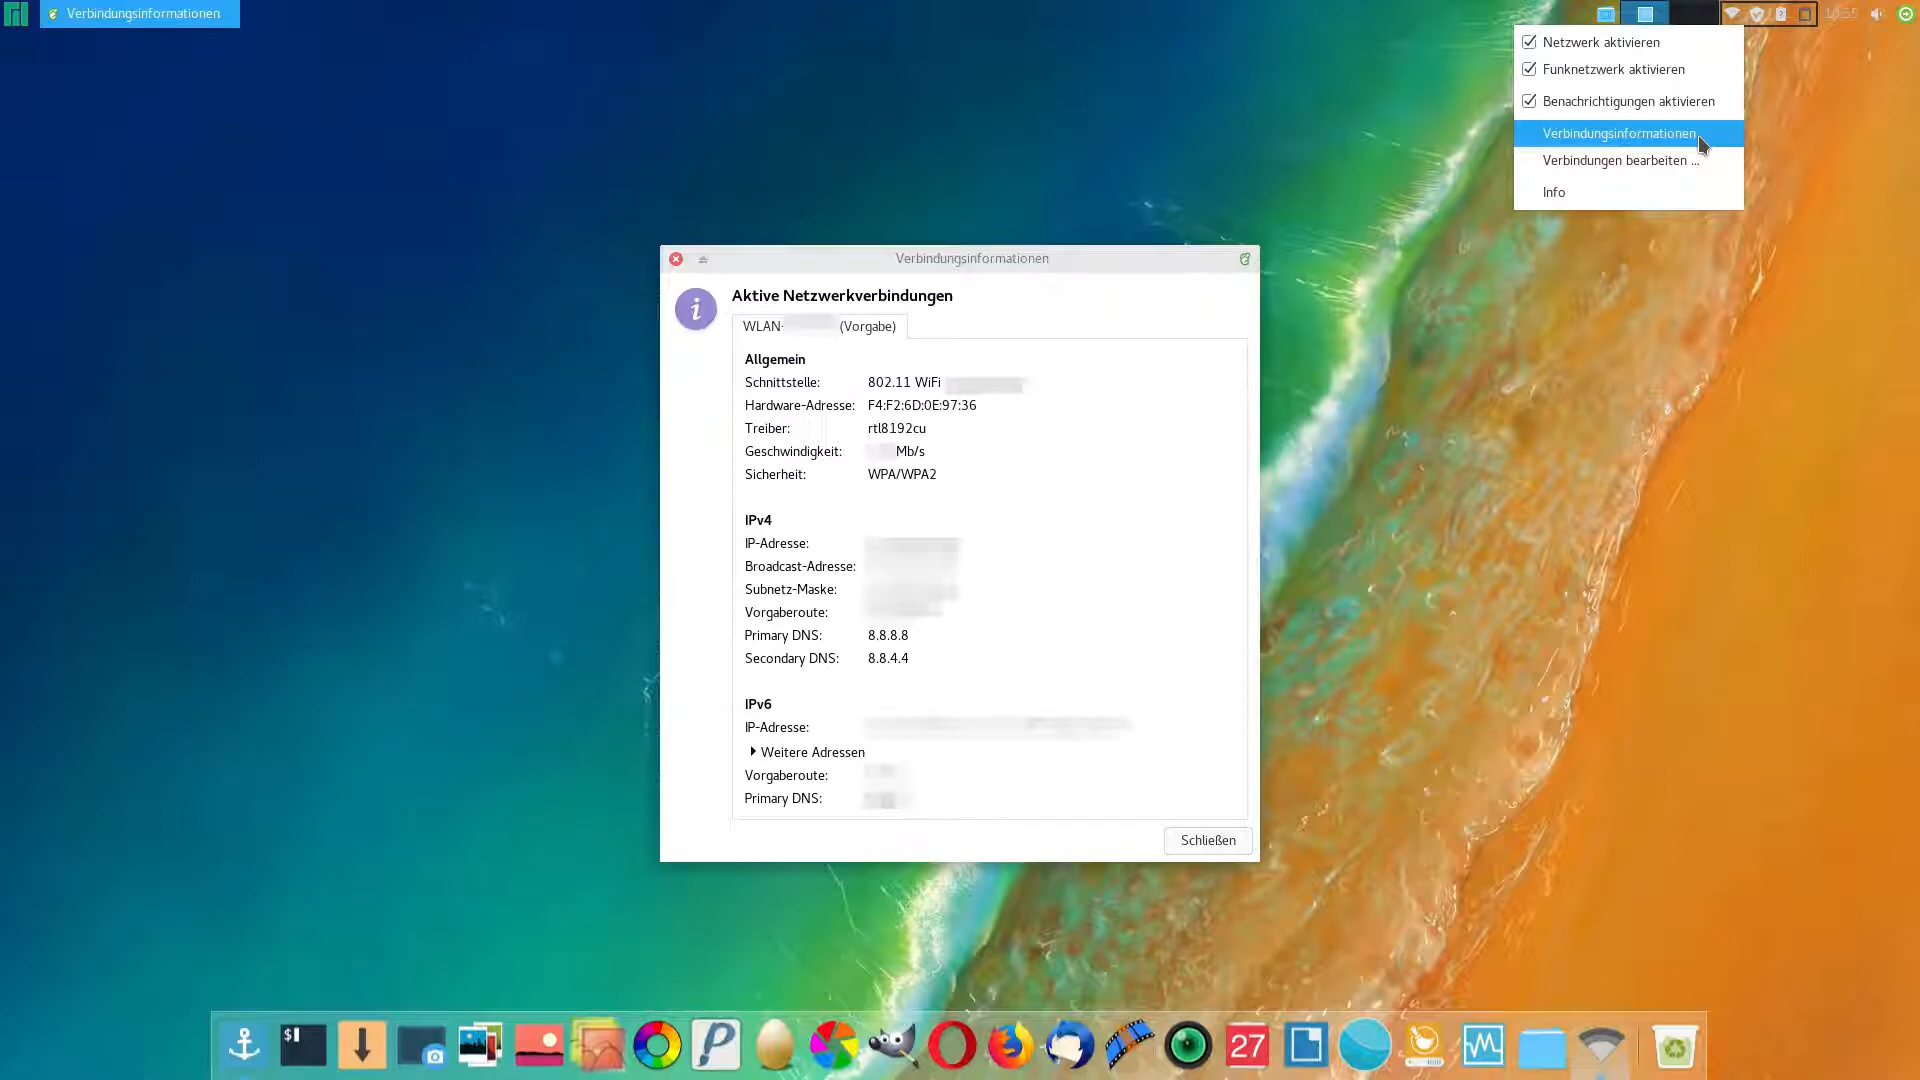 Verbindungsinformationen
Netzwerk aktivieren
Funknetzwerk aktivieren
Benachrichtigungen aktivieren
Verbindungsinformationen
Verbindungen bearbeiten ...
Info
Verbindungsinformationen
Aktive Netzwerkverbindungen
WLAN- (Vorgabe)
Allgemein
Schnittstelle: 802.11 WiFi
Hardware-Adresse: F4:F2:6D:0E:97:36
Treiber: rtl8192cu
Geschwindigkeit: Mb/s
Sicherheit: WPA/WPA2
IPv4
IP-Adresse:
Broadcast-Adresse:
Subnetz-Maske:
Vorgaberoute:
Primary DNS: 8.8.8.8
Secondary DNS: 8.8.4.4
IPv6
IP-Adresse:
Weitere Adressen
Vorgaberoute:
Primary DNS:
Schließen
$
27